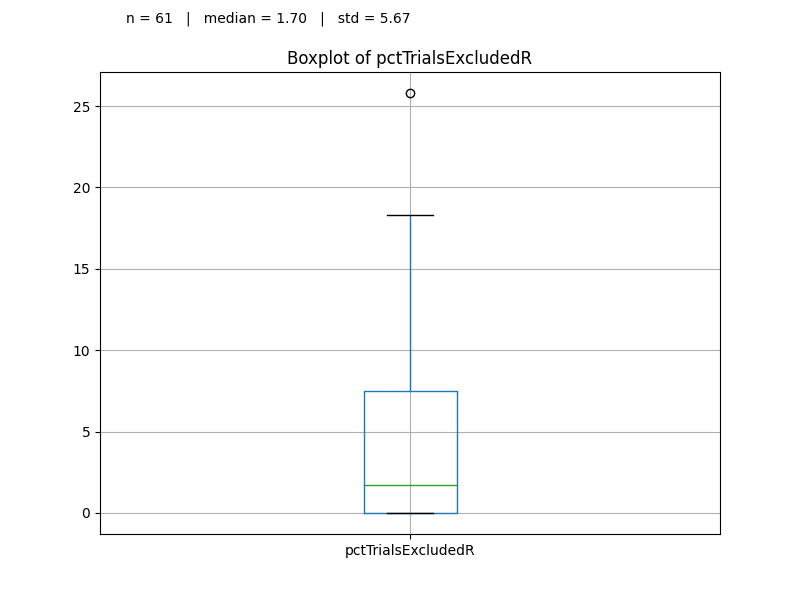 n = 61   |   median = 1.70   |   std = 5.67
Boxplot of pctTrialsExcludedR
25
20
15
10
5
0
pctTrialsExcludedR